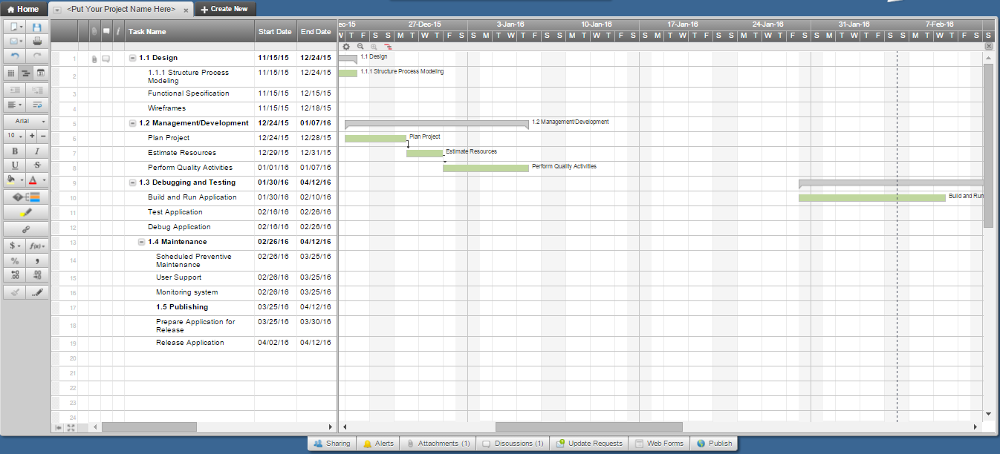 Home
<Put Your Project Name Here> ×
Create New
Arial
10
B I
U S
A
$ f(x)
% ,
.00 .00
Task Name Start Date End Date
ec-15 27-Dec-15 3-Jan-16 10-Jan-16 17-Jan-16 24-Jan-16 31-Jan-16 7-Feb-16
W T F S S M T W T F S S M T W T F S S M T W T F S S M T W T F S S M T W T F S S M T W T F S S M T W T F S S
1 1.1 Design 11/15/15 12/24/15 1.1 Design
2 1.1.1 Structure Process
Modeling 11/15/15 12/24/15 1.1.1 Structure Process Modeling
3 Functional Specification 11/15/15 12/15/15
4 Wireframes 11/15/15 12/18/15
5 1.2 Management/Development 12/24/15 01/07/16 1.2 Management/Development
6 Plan Project 12/24/15 12/28/15 Plan Project
7 Estimate Resources 12/29/15 12/31/15 Estimate Resources
8 Perform Quality Activities 01/01/16 01/07/16 Perform Quality Activities
9 1.3 Debugging and Testing 01/30/16 04/12/16
10 Build and Run Application 01/30/16 02/10/16 Build and Run
11 Test Application 02/16/16 02/26/16
12 Debug Application 02/16/16 02/26/16
13 1.4 Maintenance 02/26/16 04/12/16
14 Scheduled Preventive
Maintenance 02/26/16 03/25/16
15 User Support 02/26/16 03/25/16
16 Monitoring system 02/26/16 03/25/16
17 1.5 Publishing 03/25/16 04/12/16
18 Prepare Application for
Release 03/25/16 03/30/16
19 Release Application 04/02/16 04/12/16
20
21
22
23
24
Sharing Alerts Attachments (1) Discussions (1) Update Requests Web Forms Publish